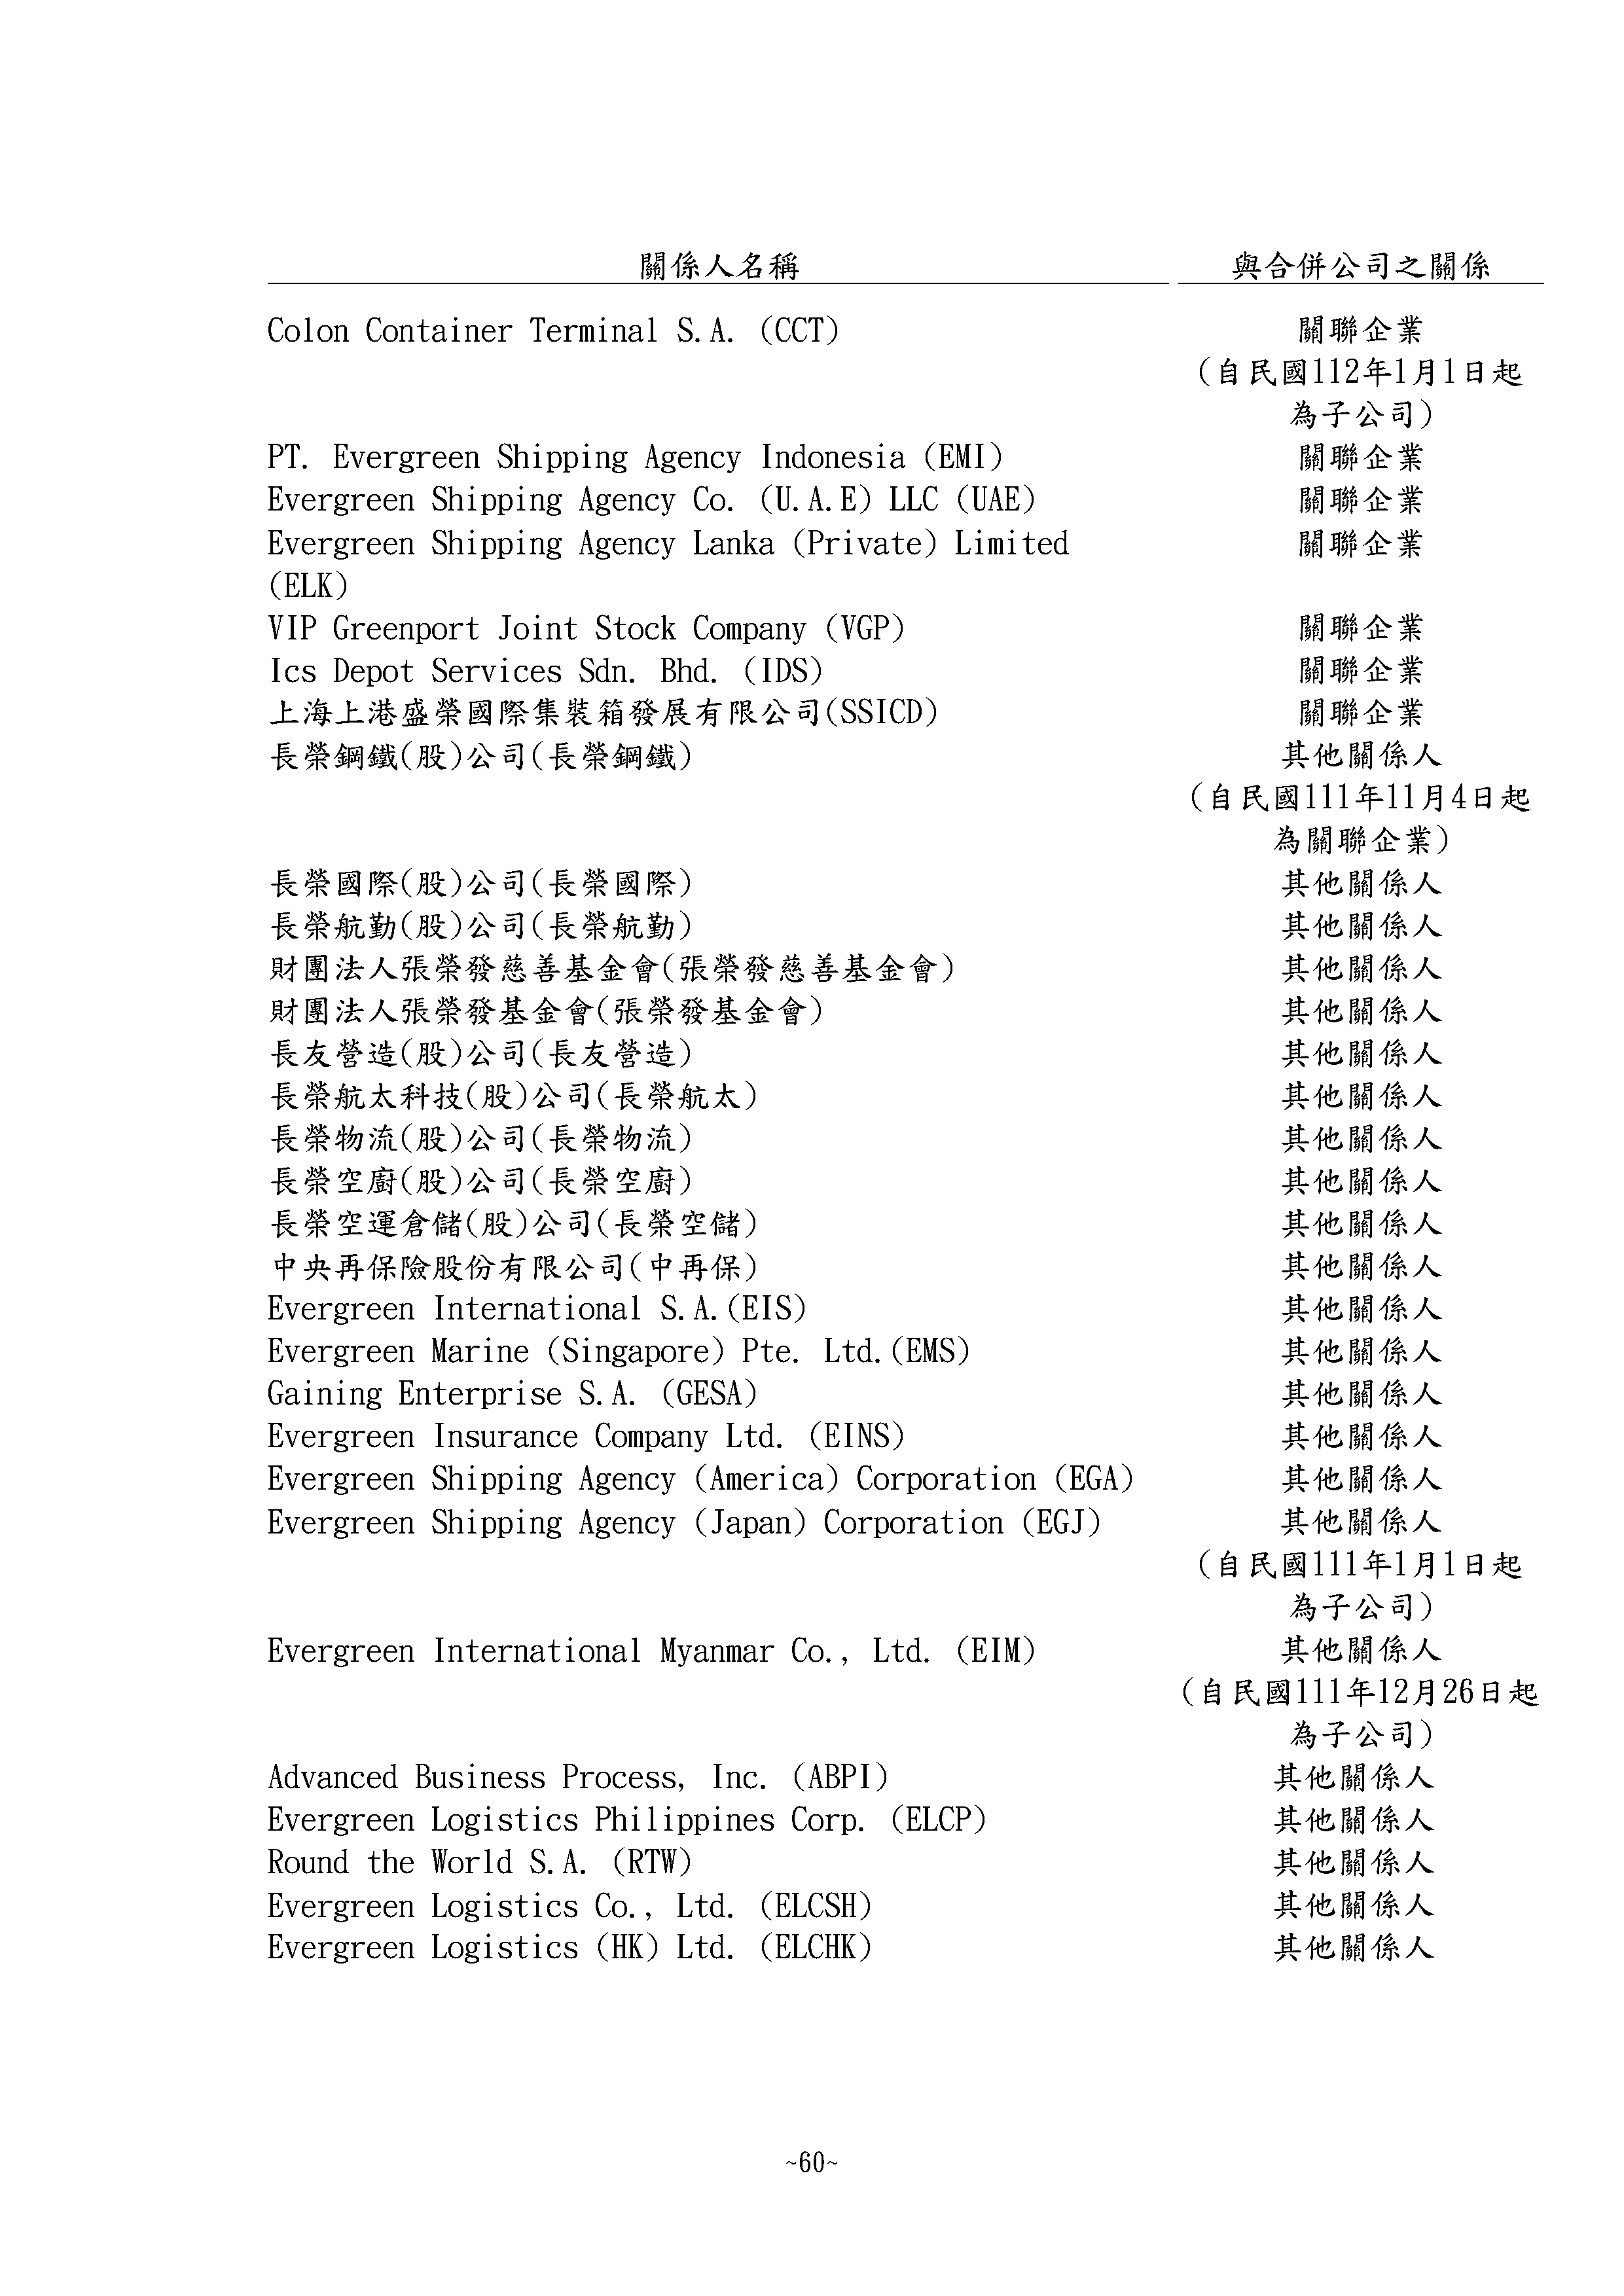 關係人名稱 與合併公司之關係
Colon Container Terminal S.A. (CCT) 關聯企業
(自民國112年1月1日起
為子公司)
PT. Evergreen Shipping Agency Indonesia (EMI) 關聯企業
Evergreen Shipping Agency Co. (U.A.E) LLC (UAE) 關聯企業
Evergreen Shipping Agency Lanka (Private) Limited 關聯企業
(ELK)
VIP Greenport Joint Stock Company (VGP) 關聯企業
Ics Depot Services Sdn. Bhd. (IDS) 關聯企業
上海上港盛榮國際集裝箱發展有限公司(SSICD) 關聯企業
長榮鋼鐵(股)公司(長榮鋼鐵) 其他關係人
(自民國111年11月4日起
為關聯企業)
長榮國際(股)公司(長榮國際) 其他關係人
長榮航勤(股)公司(長榮航勤) 其他關係人
財團法人張榮發慈善基金會(張榮發慈善基金會) 其他關係人
財團法人張榮發基金會(張榮發基金會) 其他關係人
長友營造(股)公司(長友營造) 其他關係人
長榮航太科技(股)公司(長榮航太) 其他關係人
長榮物流(股)公司(長榮物流) 其他關係人
長榮空廚(股)公司(長榮空廚) 其他關係人
長榮空運倉儲(股)公司(長榮空儲) 其他關係人
中央再保險股份有限公司(中再保) 其他關係人
Evergreen International S.A.(EIS) 其他關係人
Evergreen Marine (Singapore) Pte. Ltd.(EMS) 其他關係人
Gaining Enterprise S.A. (GESA) 其他關係人
Evergreen Insurance Company Ltd. (EINS) 其他關係人
Evergreen Shipping Agency (America) Corporation (EGA) 其他關係人
Evergreen Shipping Agency (Japan) Corporation (EGJ) 其他關係人
(自民國111年1月1日起
為子公司)
Evergreen International Myanmar Co., Ltd. (EIM) 其他關係人
(自民國111年12月26日起
為子公司)
Advanced Business Process, Inc. (ABPI) 其他關係人
Evergreen Logistics Philippines Corp. (ELCP) 其他關係人
Round the World S.A. (RTW) 其他關係人
Evergreen Logistics Co., Ltd. (ELCSH) 其他關係人
Evergreen Logistics (HK) Ltd. (ELCHK) 其他關係人
~60~